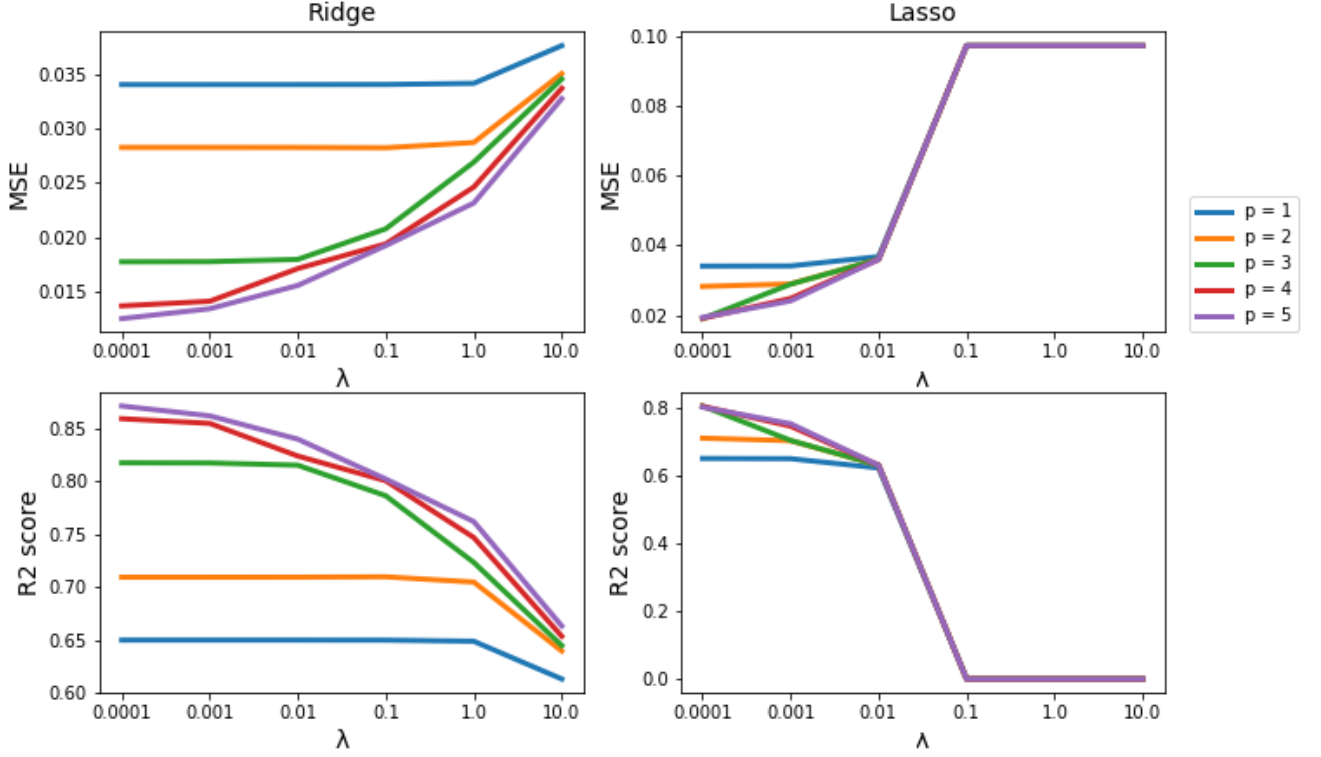 Ridge
MSE
0.035
0.030
0.025
0.020
0.015
0.0001 0.001 0.01 0.1 1.0 10.0
λ
Lasso
MSE
0.10
0.08
0.06
0.04
0.02
0.0001 0.001 0.01 0.1 1.0 10.0
λ
p = 1
p = 2
p = 3
p = 4
p = 5
R2 score
0.85
0.80
0.75
0.70
0.65
0.60
0.0001 0.001 0.01 0.1 1.0 10.0
λ
R2 score
0.8
0.6
0.4
0.2
0.0
0.0001 0.001 0.01 0.1 1.0 10.0
λ